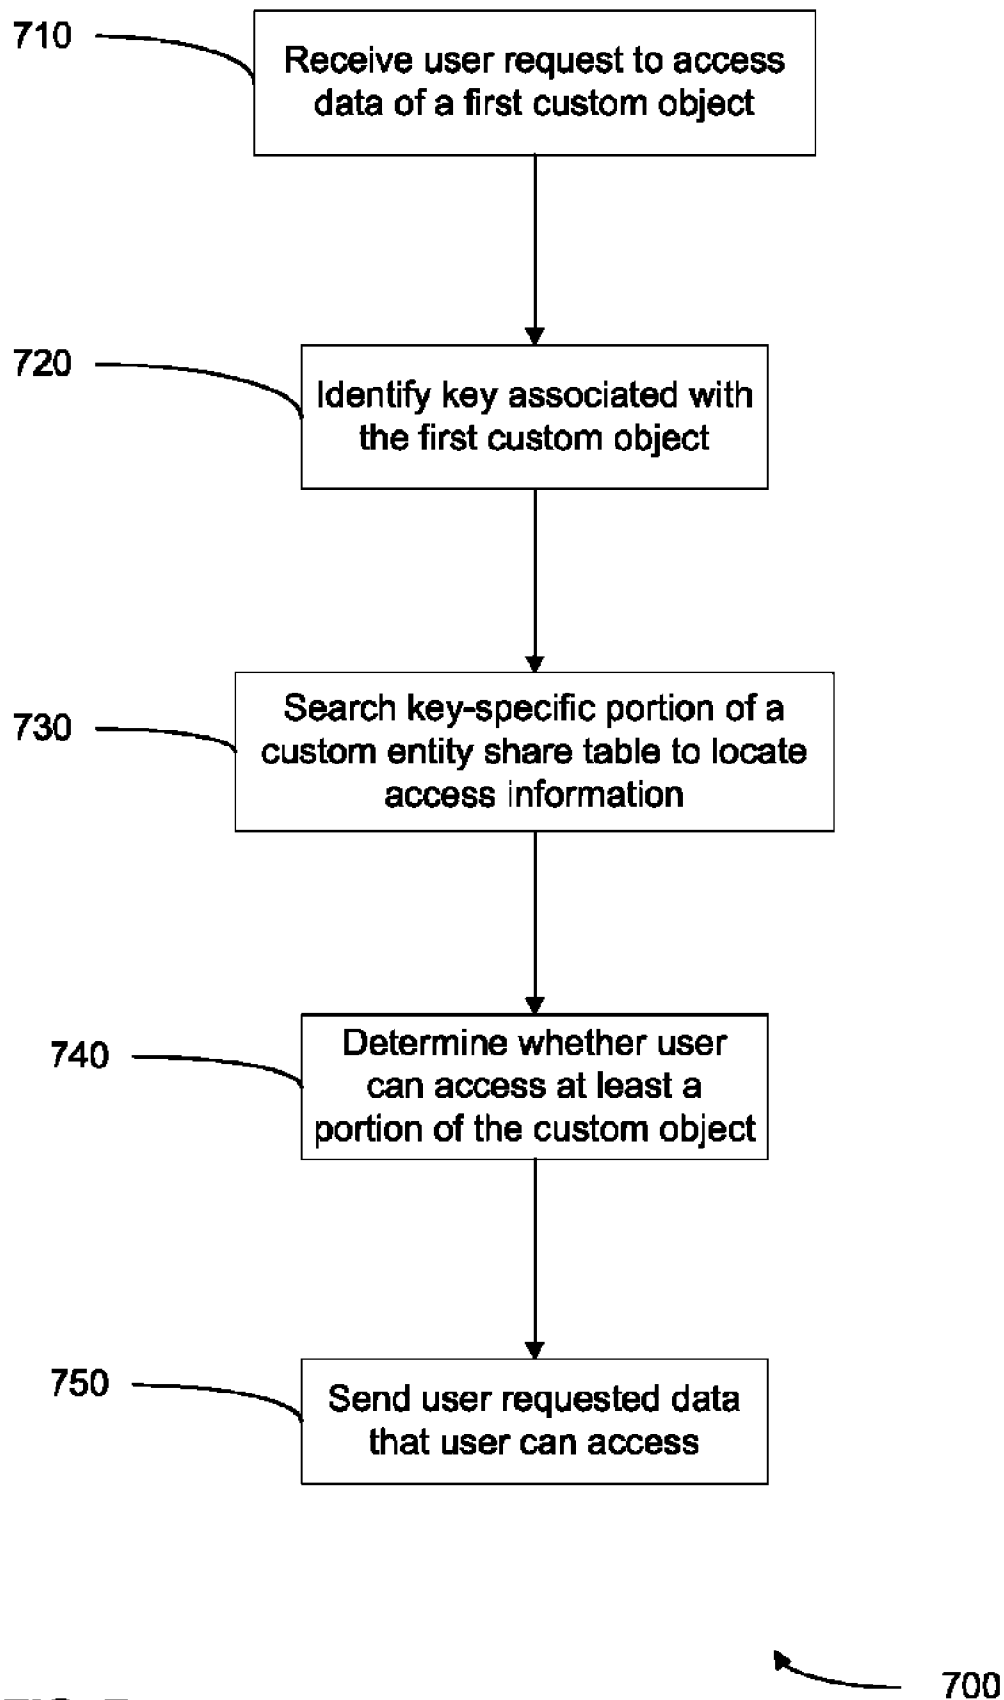 710
Receive user request to access
data of a first custom object
720
Identify key associated with
the first custom object
730
Search key-specific portion of a
custom entity share table to locate
access information
740
Determine whether user
can access at least a
portion of the custom object
750
Send user requested data
that user can access
700